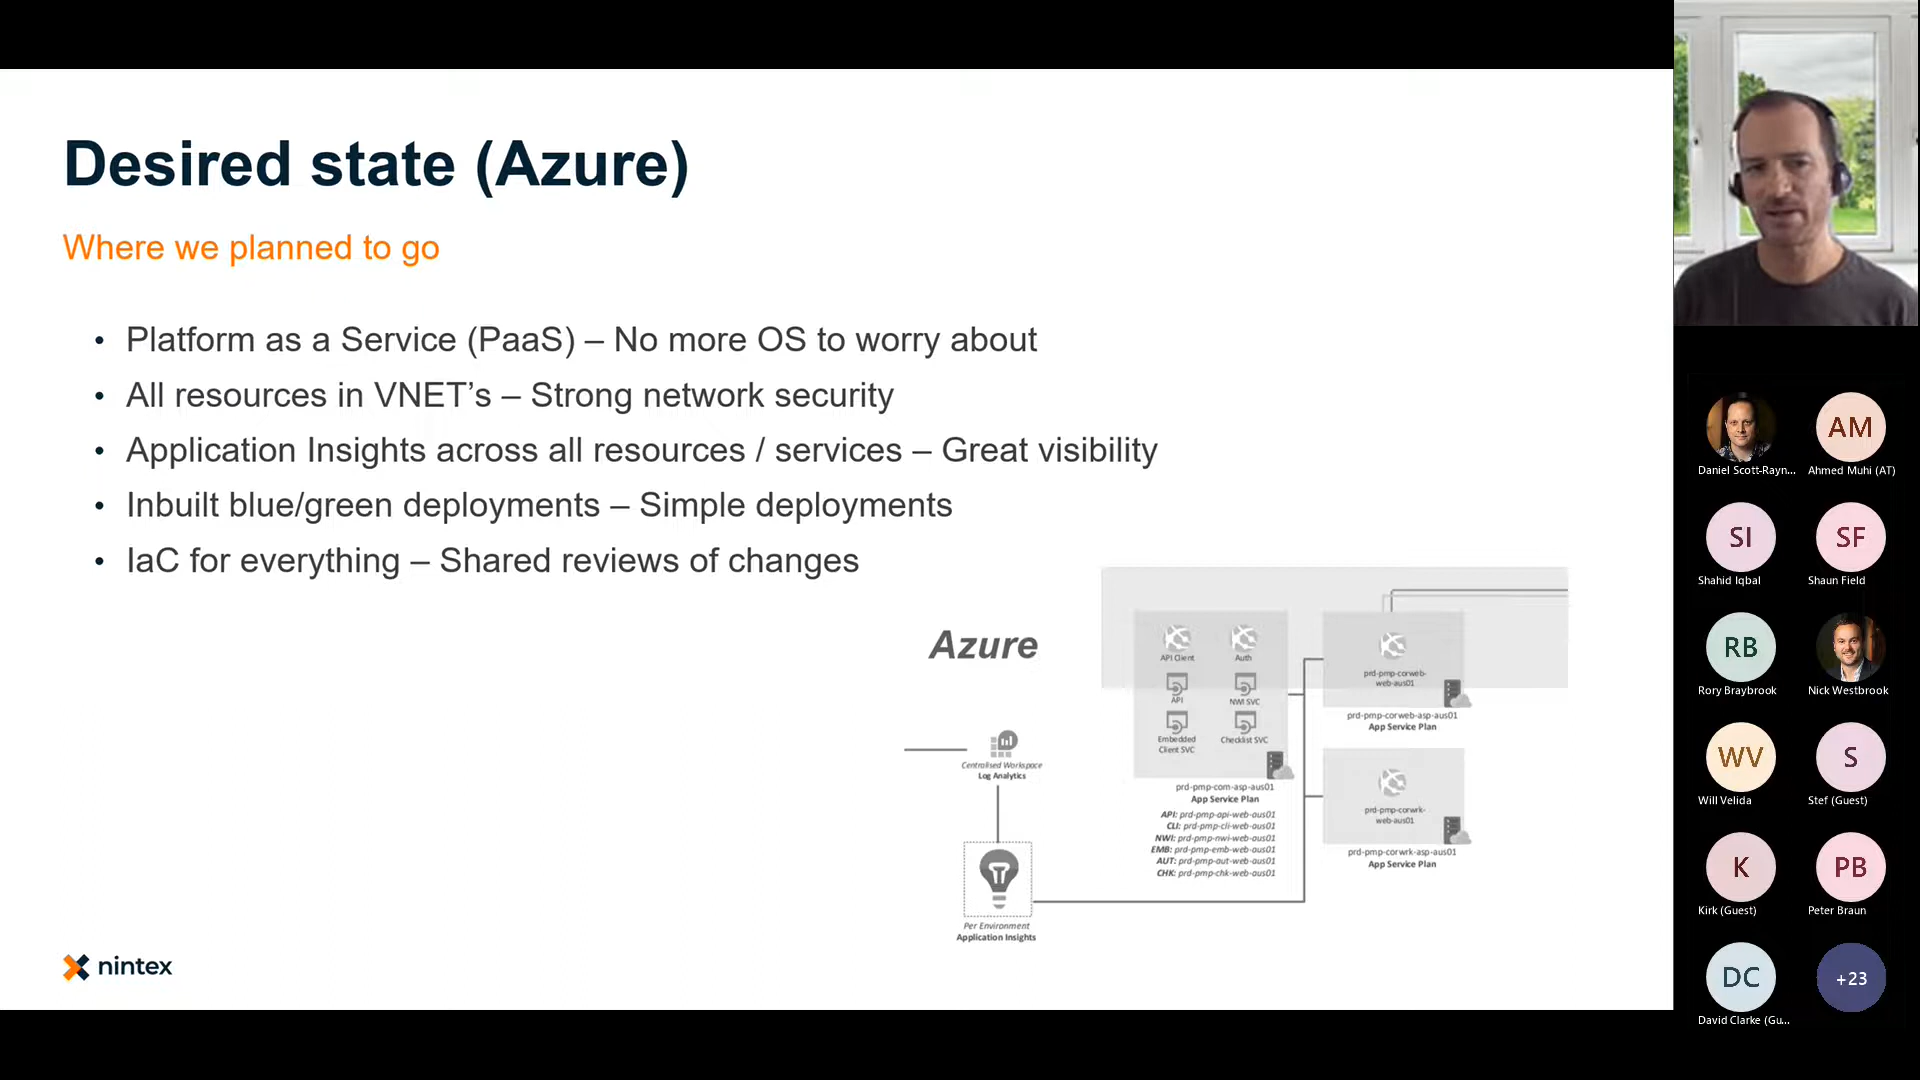 Desired state (Azure)
Where we planned to go
• Platform as a Service (PaaS) – No more OS to worry about
• All resources in VNET’s – Strong network security
• Application Insights across all resources / services – Great visibility
• Inbuilt blue/green deployments – Simple deployments
• IaC for everything – Shared reviews of changes
Azure
API Client
Auth
API
NWI SVC
Embedded
Client SVC
Checklist SVC
prd-pmp-com-asp-aus01
App Service Plan
API: prd-pmp-api-web-aus01
CLI: prd-pmp-cli-web-aus01
NWI: prd-pmp-nwi-web-aus01
EMB: prd-pmp-emb-web-aus01
AUT: prd-pmp-aut-web-aus01
CHK: prd-pmp-chk-web-aus01
prd-pmp-corweb-
web-aus01
prd-pmp-corweb-asp-aus01
App Service Plan
prd-pmp-corwrk-
web-aus01
prd-pmp-corwrk-asp-aus01
App Service Plan
Centralised Workspace
Log Analytics
Per Environment
Application Insights
nintex
Daniel Scott-Rayn...
AM
Ahmed Muhi (AT)
SI
Shahid Iqbal
SF
Shaun Field
RB
Rory Braybrook
Nick Westbrook
WV
Will Velida
S
Stef (Guest)
K
Kirk (Guest)
PB
Peter Braun
DC
David Clarke (Gu...
+23